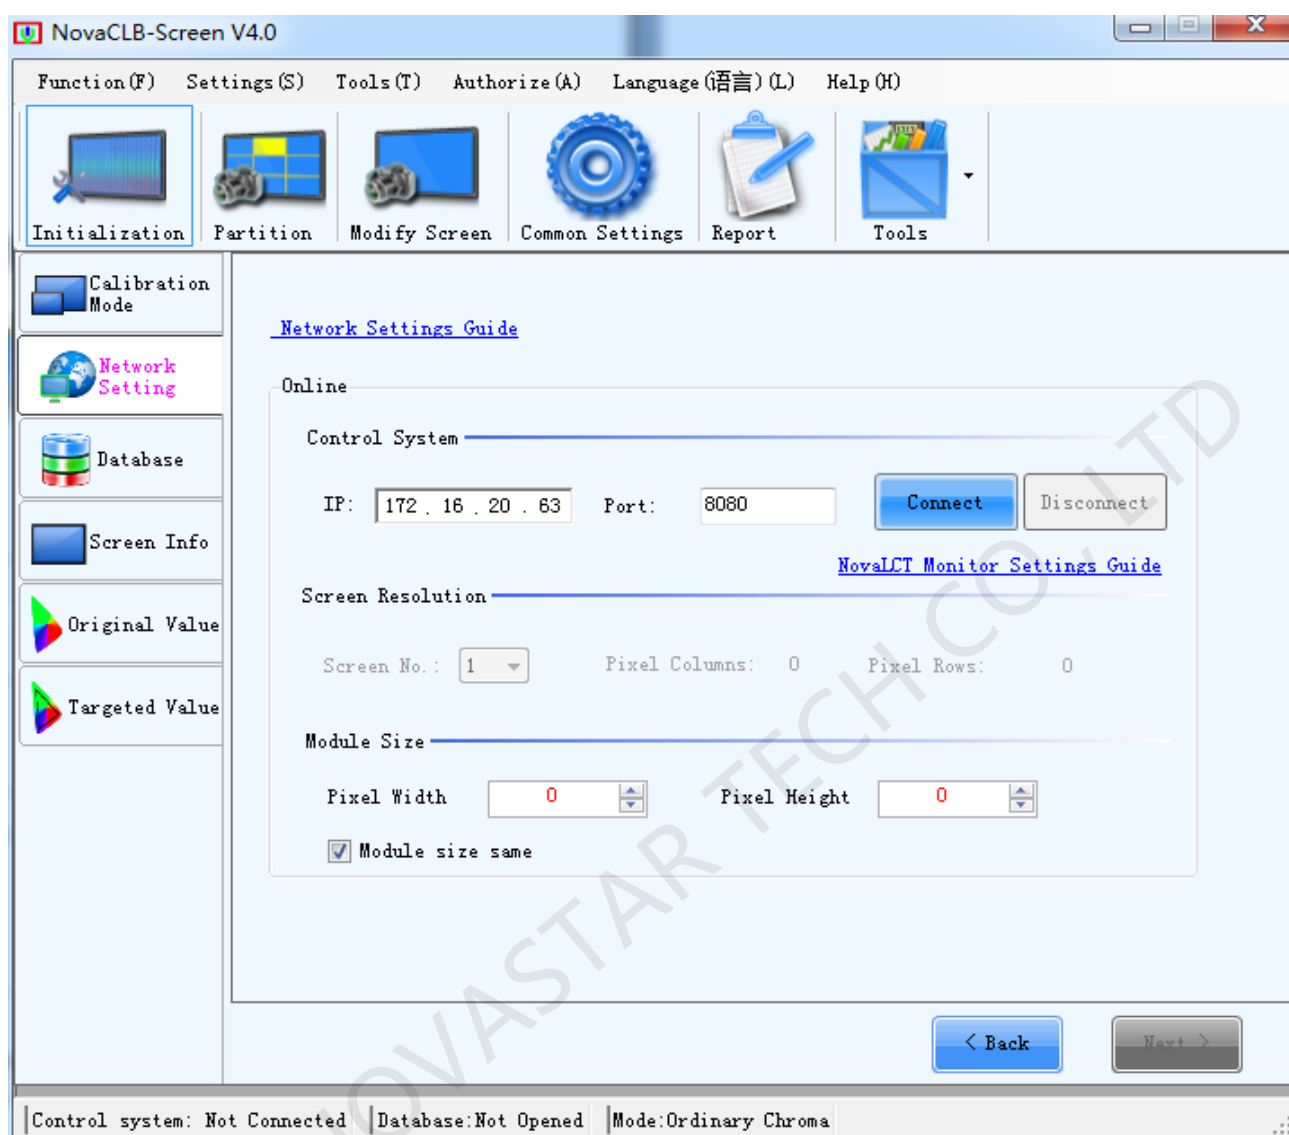 NovaCLB-Screen V4.0
Function(F) Settings(S) Tools(T) Authorize(A) Language(语言)(L) Help(H)
Initialization Partition Modify Screen Common Settings Report Tools
Calibration
Mode
Network
Setting
Database
Screen Info
Original Value
Targeted Value
Network Settings Guide
Online
Control System
IP: 172 . 16 . 20 . 63 Port: 8080 Connect Disconnect
NovaLCT Monitor Settings Guide
Screen Resolution
Screen No.: 1 Pixel Columns: 0 Pixel Rows: 0
Module Size
Pixel Width 0 Pixel Height 0
Module size same
< Back Next >
Control system: Not Connected Database:Not Opened Mode:Ordinary Chroma
NOVASTAR TECH CO., LTD